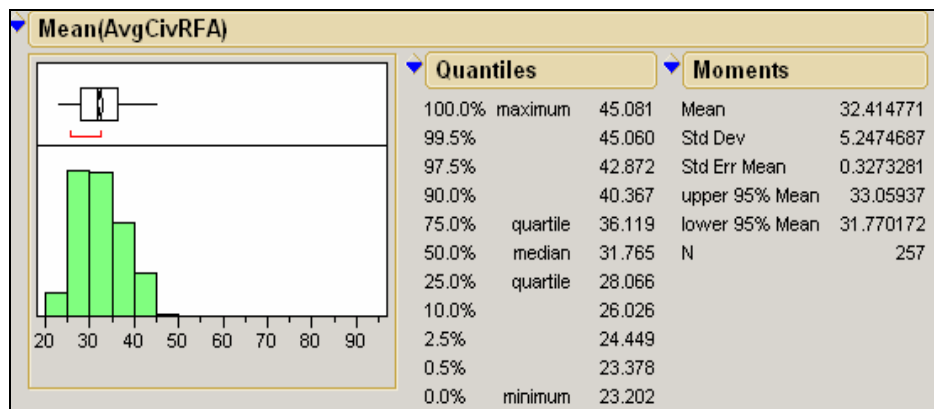 Mean(AvgCivRFA)
20 30 40 50 60 70 80 90
Quantiles
100.0% maximum 45.081
99.5% 45.060
97.5% 42.872
90.0% 40.367
75.0% quartile 36.119
50.0% median 31.765
25.0% quartile 28.066
10.0% 26.026
2.5% 24.449
0.5% 23.378
0.0% minimum 23.202
Moments
Mean 32.414771
Std Dev 5.2474687
Std Err Mean 0.3273281
upper 95% Mean 33.05937
lower 95% Mean 31.770172
N 257